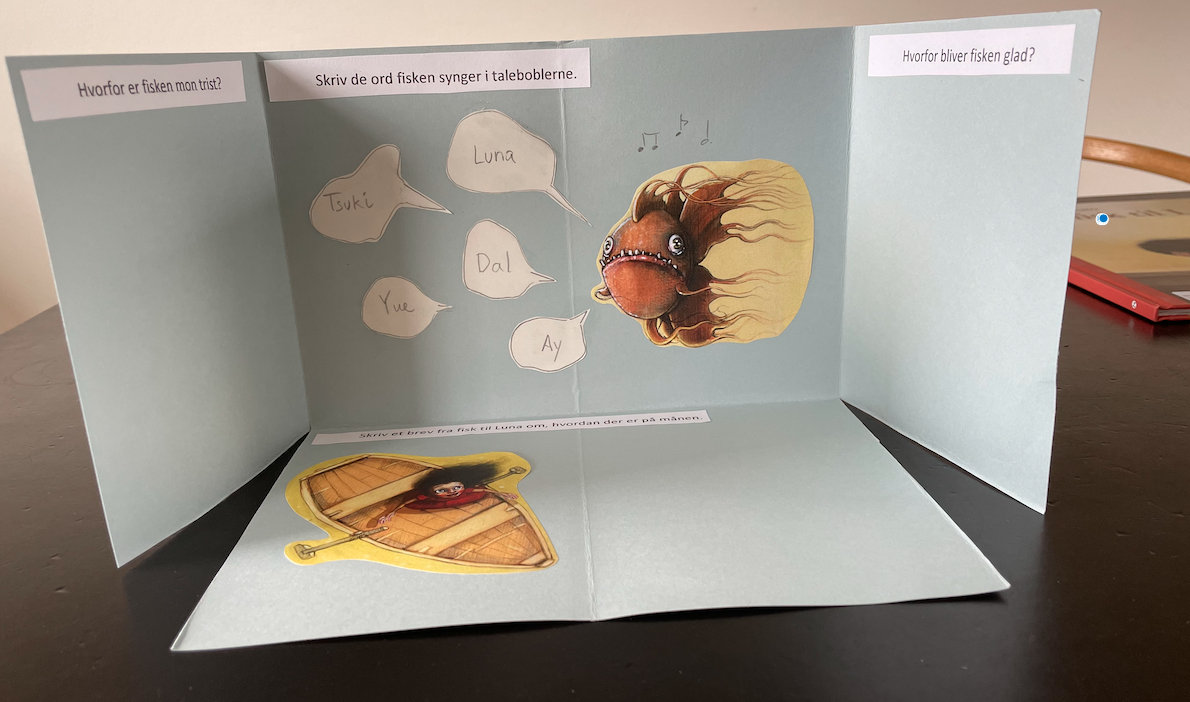 Hvorfor er fisken mon trist?
Skriv de ord fisken synger i taleboblerne.
Hvorfor bliver fisken glad?
Luna
Tsuki
Dal
Yue
Ay
Skriv et brev fra fisk til Luna om, hvordan der er på månen.